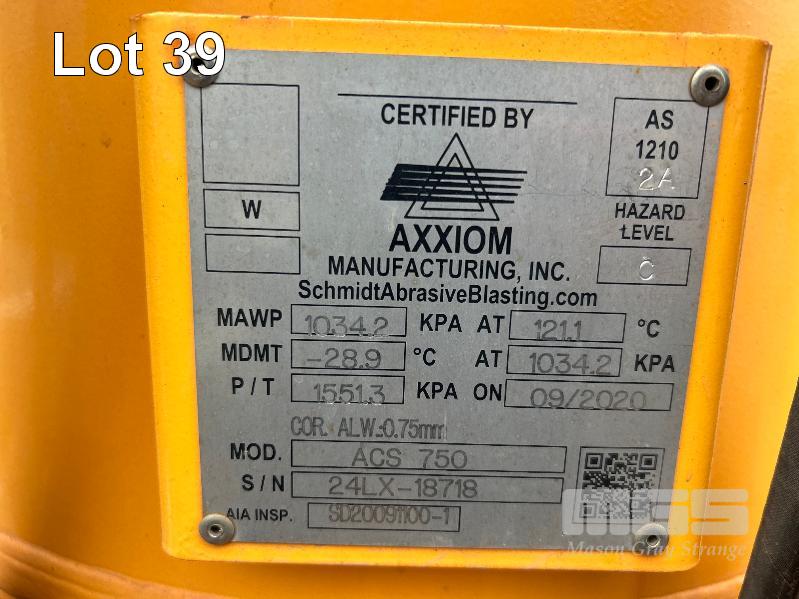 Lot 39
CERTIFIED BY
AS
1210
2A
W
HAZARD
LEVEL
C
AXXIOM
MANUFACTURING, INC.
SchmidtAbrasiveBlasting.com
MAWP 1034.2 KPA AT 121.1 °C
MDMT -28.9 °C AT 1034.2 KPA
P / T 1551.3 KPA ON 09/2020
COR. ALW.:0.75mm
MOD. ACS 750
S / N 24LX-18718
AIA INSP. SD20091100-1
MGS
Mason Gray Strange